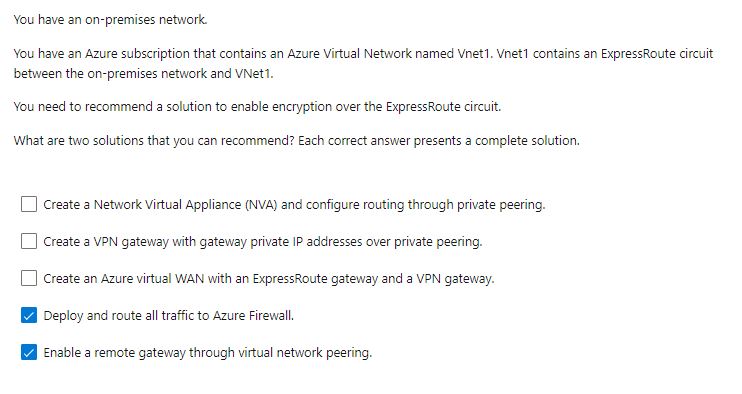 You have an on-premises network.
You have an Azure subscription that contains an Azure Virtual Network named Vnet1. Vnet1 contains an ExpressRoute circuit
between the on-premises network and VNet1.
You need to recommend a solution to enable encryption over the ExpressRoute circuit.
What are two solutions that you can recommend? Each correct answer presents a complete solution.
Create a Network Virtual Appliance (NVA) and configure routing through private peering.
Create a VPN gateway with gateway private IP addresses over private peering.
Create an Azure virtual WAN with an ExpressRoute gateway and a VPN gateway.
Deploy and route all traffic to Azure Firewall.
Enable a remote gateway through virtual network peering.